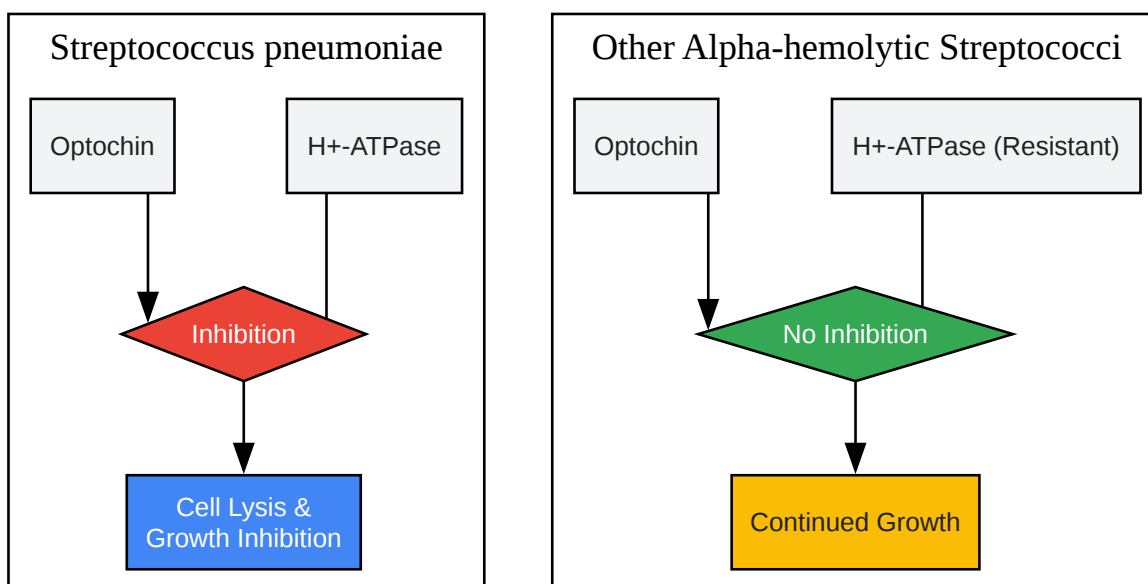 Streptococcus pneumoniae
Optochin
H+-ATPase
Inhibition
Cell Lysis &
Growth Inhibition
Other Alpha-hemolytic Streptococci
Optochin
H+-ATPase (Resistant)
No Inhibition
Continued Growth